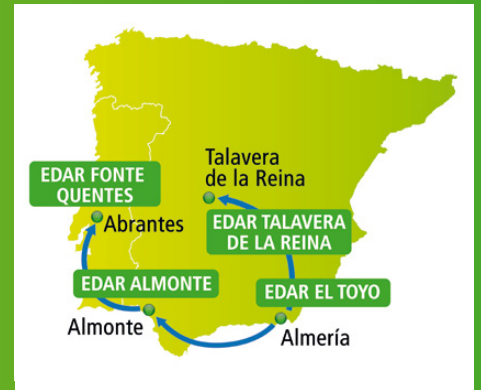 Talavera
de la Reina
EDAR FONTE
QUENTES
Abrantes
EDAR TALAVERA
DE LA REINA
EDAR ALMONTE
EDAR EL TOYO
Almonte
Almería